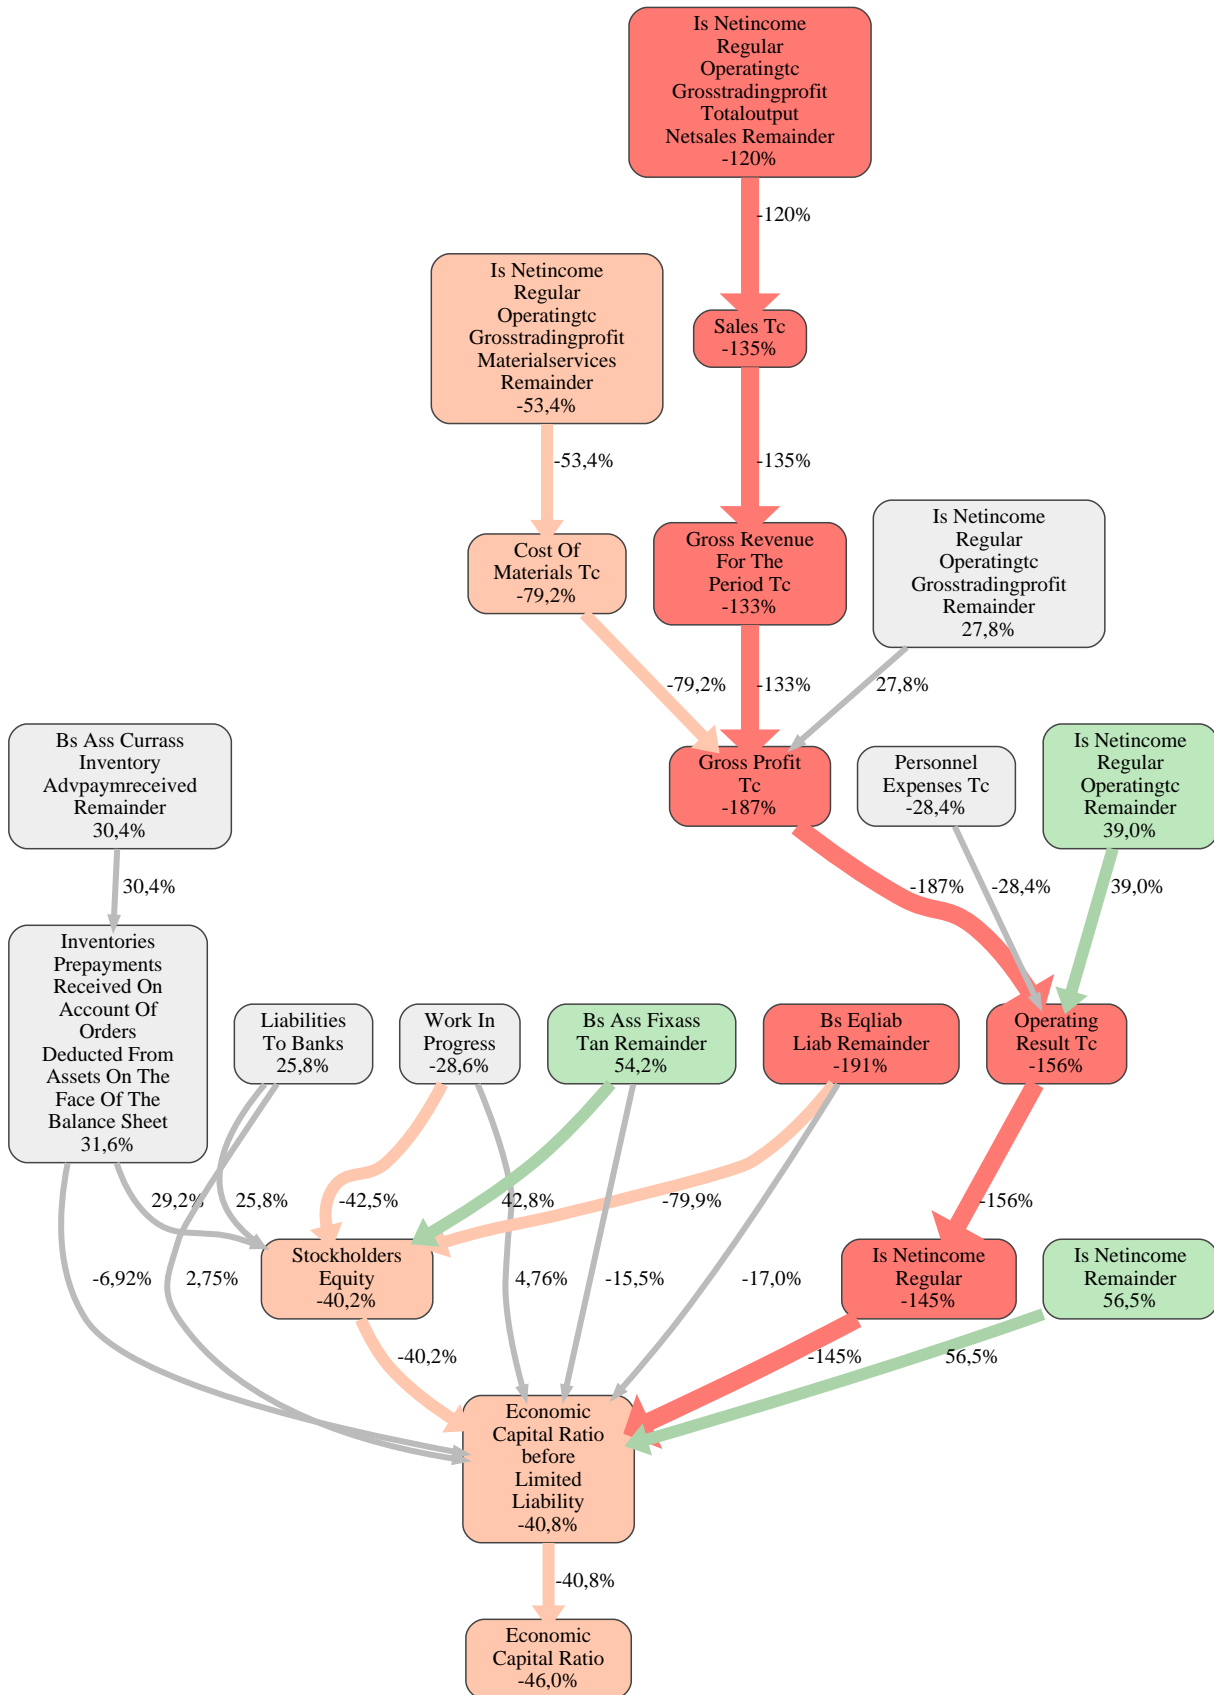 Is Netincome
Regular
Operatingtc
Grosstradingprofit
Totaloutput
Netsales Remainder
-120%
-120%
Is Netincome
Regular
Operatingtc
Grosstradingprofit
Materialservices
Remainder
-53,4%
Sales Tc
-135%
-53,4%
-135%
Is Netincome
Regular
Operatingtc
Grosstradingprofit
Remainder
27,8%
Cost Of
Materials Tc
-79,2%
Gross Revenue
For The
Period Tc
-133%
-79,2%
-133%
27,8%
Bs Ass Currass
Inventory
Advpaymreceived
Remainder
30,4%
Gross Profit
Tc
-187%
Personnel
Expenses Tc
-28,4%
Is Netincome
Regular
Operatingtc
Remainder
39,0%
30,4%
-187%
-28,4%
39,0%
Inventories
Prepayments
Received On
Account Of
Orders
Deducted From
Assets On The
Face Of The
Balance Sheet
31,6%
Liabilities
To Banks
25,8%
Work In
Progress
-28,6%
Bs Ass Fixass
Tan Remainder
54,2%
Bs Eqliab
Liab Remainder
-191%
Operating
Result Tc
-156%
29,2%
25,8%
-42,5%
42,8%
-79,9%
-156%
-6,92%
2,75%
Stockholders
Equity
-40,2%
4,76%
-15,5%
-17,0%
Is Netincome
Regular
-145%
Is Netincome
Remainder
56,5%
-40,2%
-145%
56,5%
Economic
Capital Ratio
before
Limited
Liability
-40,8%
-40,8%
Economic
Capital Ratio
-46,0%